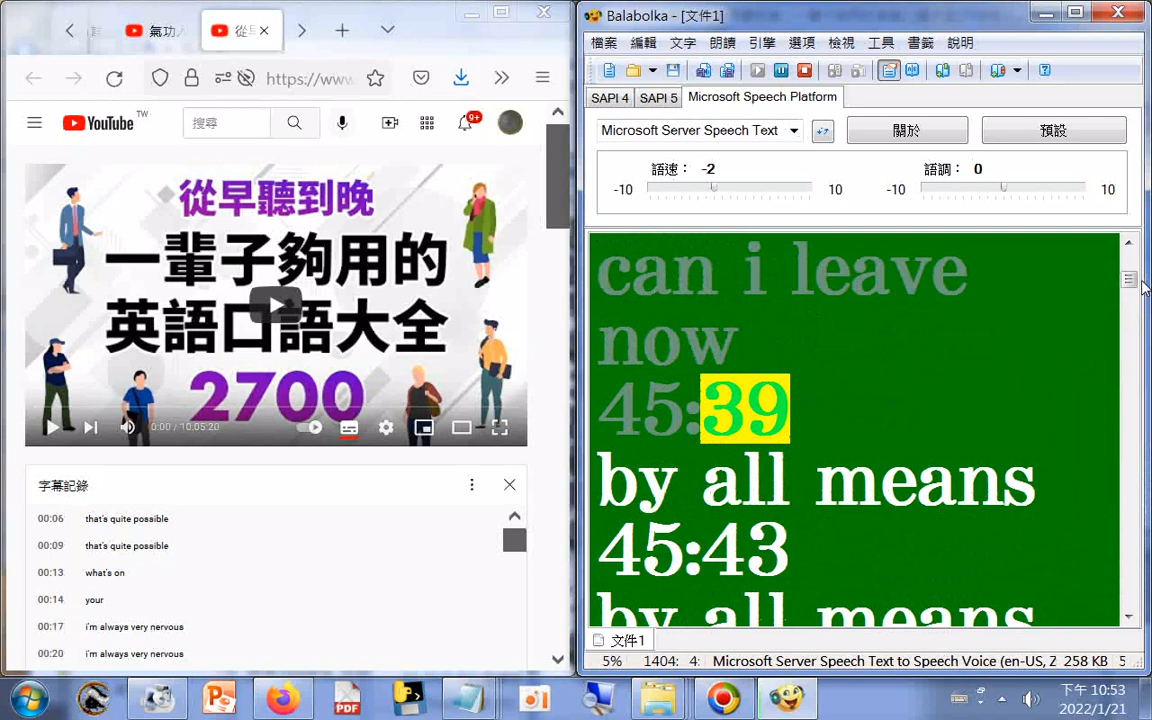 氣功
從
https://www
YouTube TW
搜尋
9+
從早聽到晚
一輩子夠用的
英語口語大全
2700
0:00 / 10:05:20
字幕記錄
00:06 that's quite possible
00:09 that's quite possible
00:13 what's on
00:14 your
00:17 i'm always very nervous
00:20 i'm always very nervous
Balabolka - [文件1]
檔案 編輯 文字 朗讀 引擎 選項 檢視 工具 書籤 說明
SAPI 4 SAPI 5 Microsoft Speech Platform
Microsoft Server Speech Text 關於 預設
語速： -2 語調： 0
-10 10 -10 10
can i leave
now
45:39
by all means
45:43
by all means
文件1
5% 1404: 4: Microsoft Server Speech Text to Speech Voice (en-US, Z 258 KB 5
PDF
下午 10:53
2022/1/21